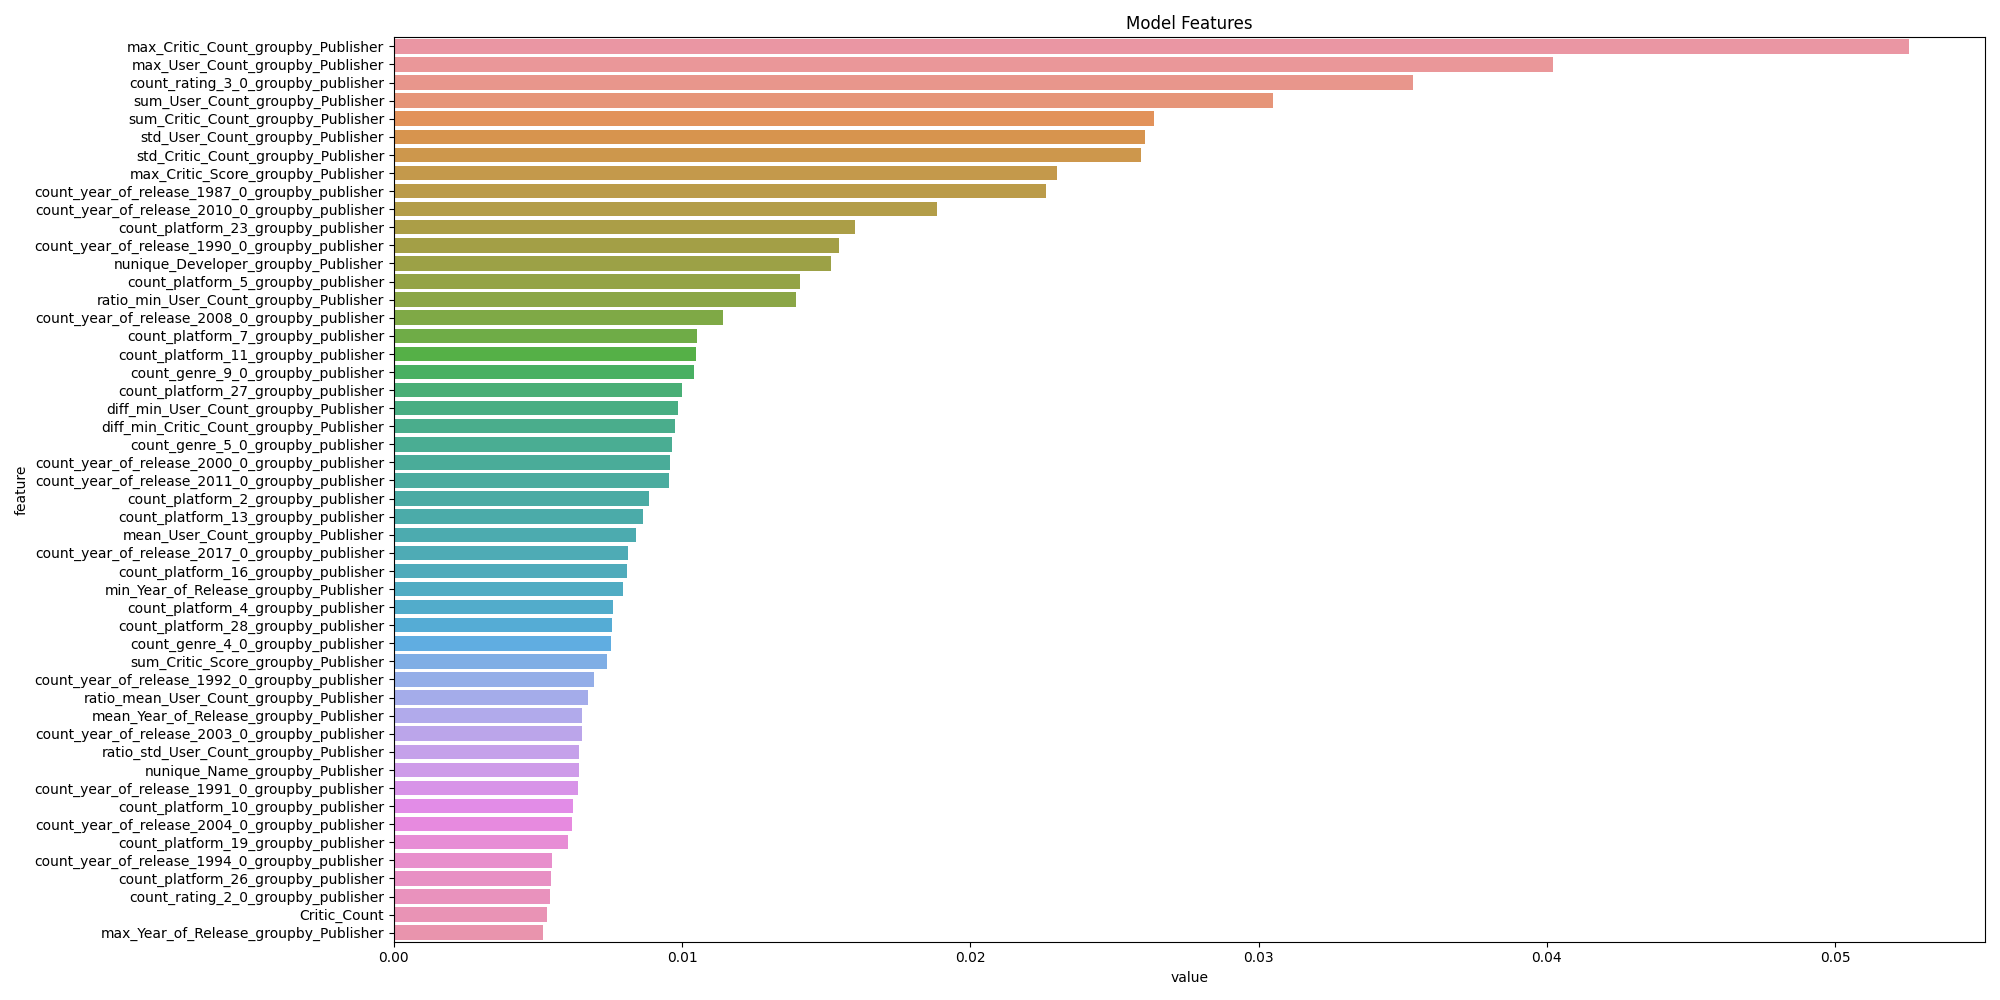 Model Features
max_Critic_Count_groupby_Publisher
max_User_Count_groupby_Publisher
count_rating_3_0_groupby_publisher
sum_User_Count_groupby_Publisher
sum_Critic_Count_groupby_Publisher
std_User_Count_groupby_Publisher
std_Critic_Count_groupby_Publisher
max_Critic_Score_groupby_Publisher
count_year_of_release_1987_0_groupby_publisher
count_year_of_release_2010_0_groupby_publisher
count_platform_23_groupby_publisher
count_year_of_release_1990_0_groupby_publisher
nunique_Developer_groupby_Publisher
count_platform_5_groupby_publisher
ratio_min_User_Count_groupby_Publisher
count_year_of_release_2008_0_groupby_publisher
count_platform_7_groupby_publisher
count_platform_11_groupby_publisher
count_genre_9_0_groupby_publisher
count_platform_27_groupby_publisher
diff_min_User_Count_groupby_Publisher
diff_min_Critic_Count_groupby_Publisher
count_genre_5_0_groupby_publisher
count_year_of_release_2000_0_groupby_publisher
count_year_of_release_2011_0_groupby_publisher
count_platform_2_groupby_publisher
count_platform_13_groupby_publisher
mean_User_Count_groupby_Publisher
count_year_of_release_2017_0_groupby_publisher
count_platform_16_groupby_publisher
min_Year_of_Release_groupby_Publisher
count_platform_4_groupby_publisher
count_platform_28_groupby_publisher
count_genre_4_0_groupby_publisher
sum_Critic_Score_groupby_Publisher
count_year_of_release_1992_0_groupby_publisher
ratio_mean_User_Count_groupby_Publisher
mean_Year_of_Release_groupby_Publisher
count_year_of_release_2003_0_groupby_publisher
ratio_std_User_Count_groupby_Publisher
nunique_Name_groupby_Publisher
count_year_of_release_1991_0_groupby_publisher
count_platform_10_groupby_publisher
count_year_of_release_2004_0_groupby_publisher
count_platform_19_groupby_publisher
count_year_of_release_1994_0_groupby_publisher
count_platform_26_groupby_publisher
count_rating_2_0_groupby_publisher
Critic_Count
max_Year_of_Release_groupby_Publisher
feature
0.00 0.01 0.02 0.03 0.04 0.05
value